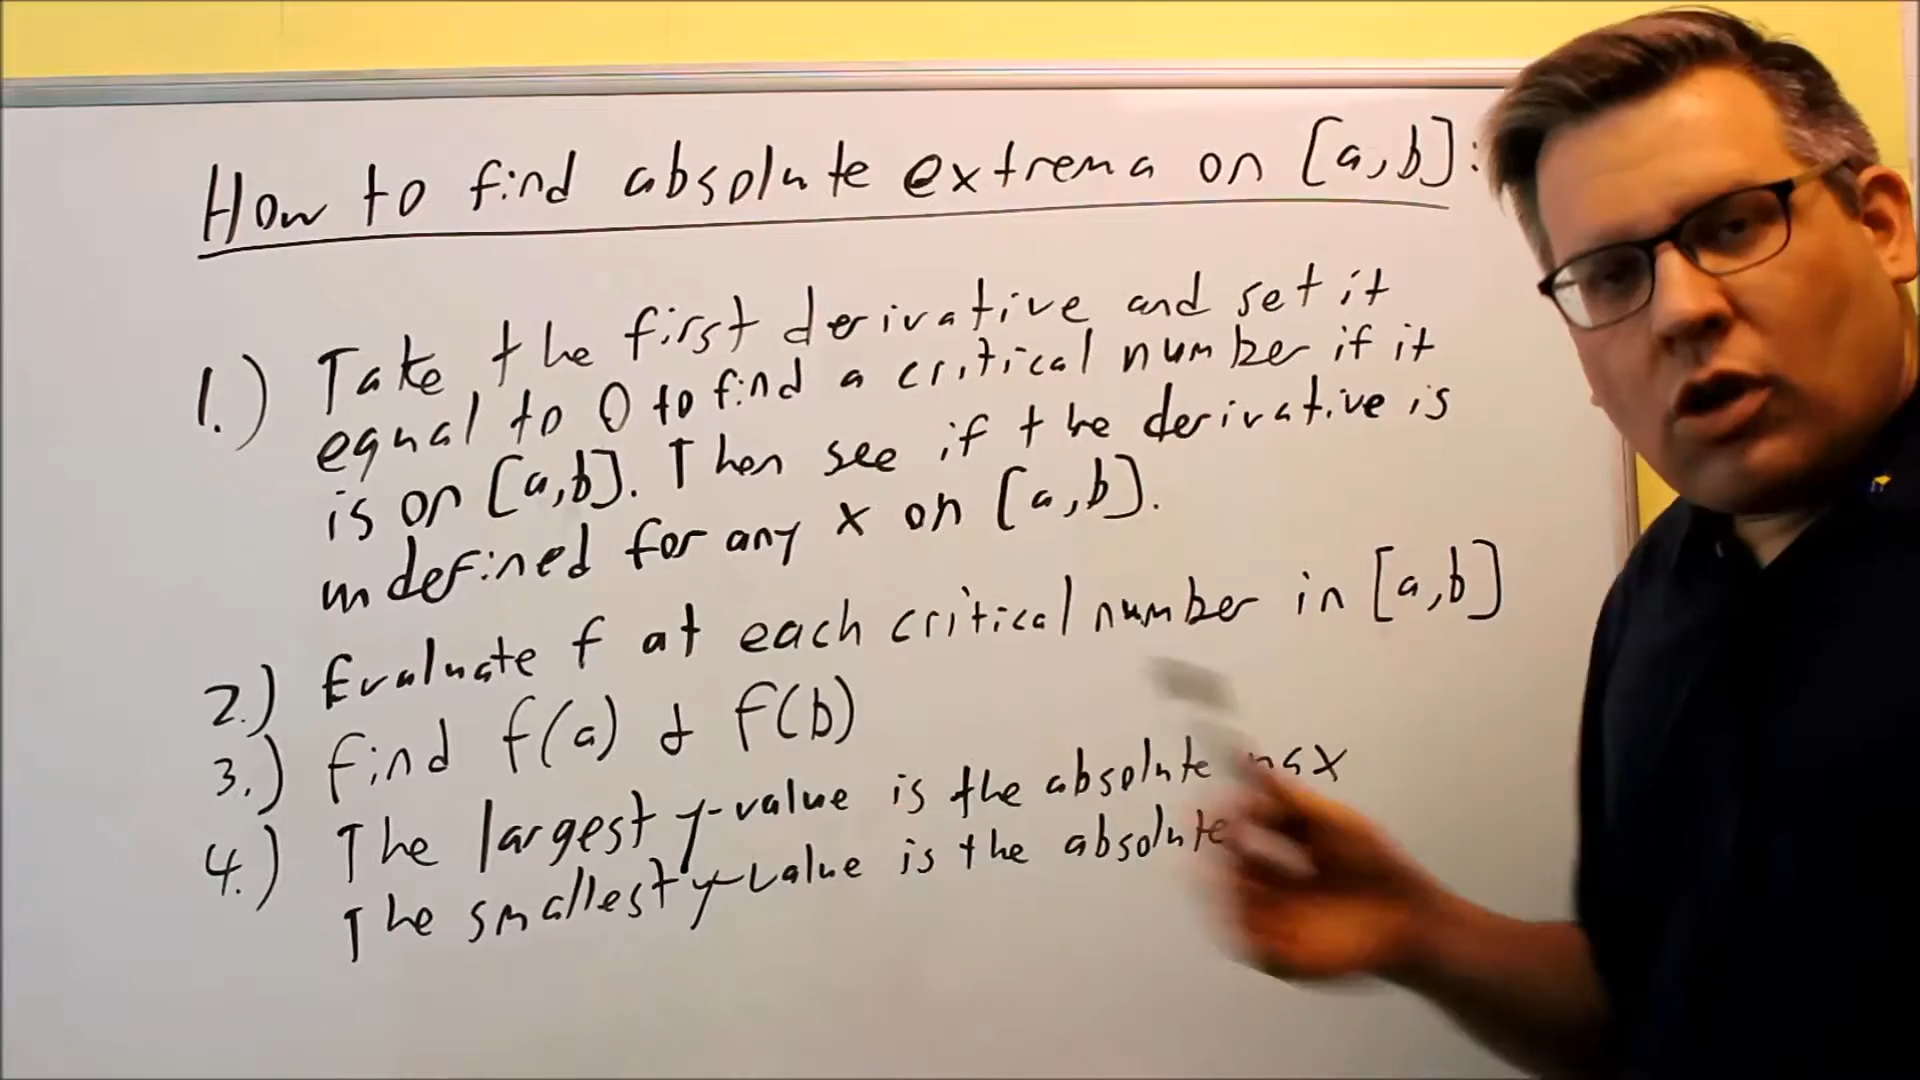 How to find absolute extrema on [a,b]:
1.) Take the first derivative and set it
equal to 0 to find a critical number if it
is on [a,b]. Then see if the derivative is
undefined for any x on [a,b].
2.) Evaluate f at each critical number in [a,b]
3.) find f(a) & f(b)
4.) The largest y-value is the absolute max
The smallest y-value is the absolute